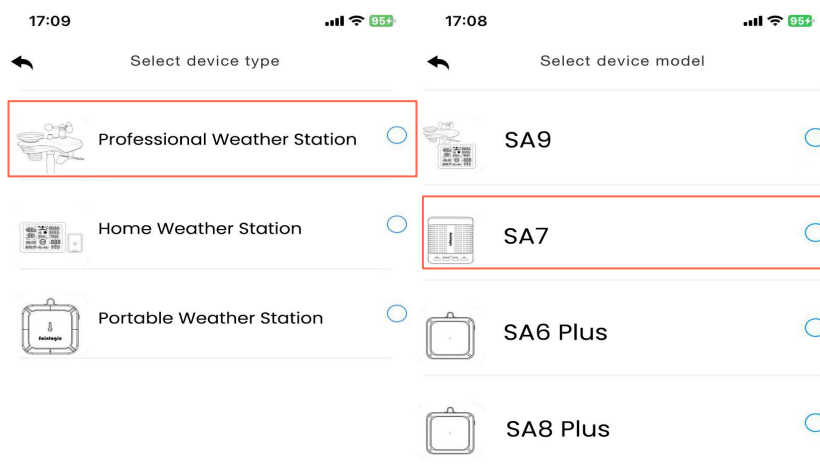 17:09
95
Select device type
Professional Weather Station
Home Weather Station
Portable Weather Station
Sainlogic
17:08
95
Select device model
SA9
SA7
SA6 Plus
SA8 Plus